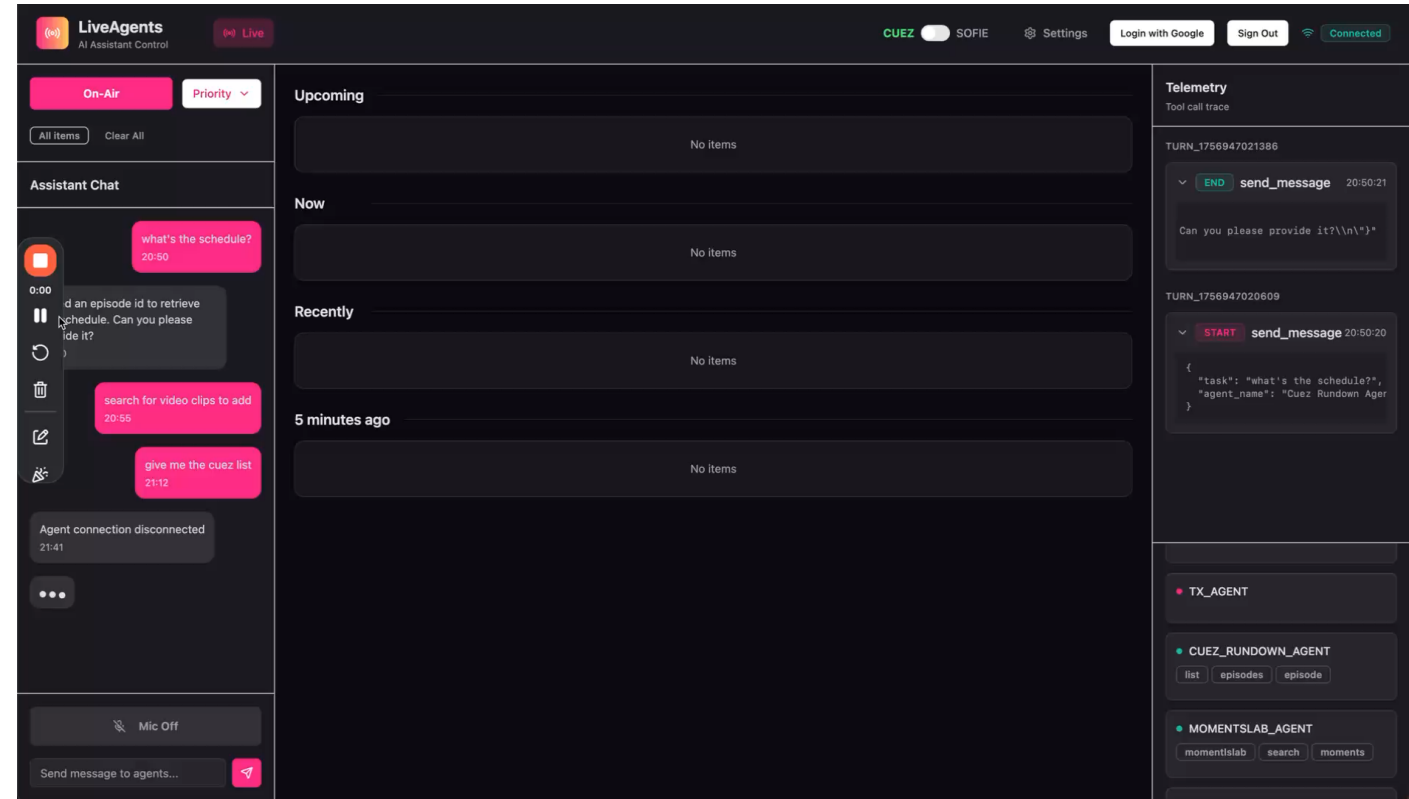 LiveAgents
AI Assistant Control
Live
CUEZ
SOFIE
Settings
Login with Google
Sign Out
Connected
On-Air
Priority
All items
Clear All
Assistant Chat
what's the schedule?
20:50
0:00
d an episode id to retrieve
chedule. Can you please
ide it?
search for video clips to add
20:55
give me the cuez list
21:12
Agent connection disconnected
21:41
Mic Off
Send message to agents...
Upcoming
No items
Now
No items
Recently
No items
5 minutes ago
No items
Telemetry
Tool call trace
TURN_1756947021386
END send_message 20:50:21
Can you please provide it?\\n\"}"
TURN_1756947020609
START send_message 20:50:20
{
"task": "what's the schedule?",
"agent_name": "Cuez Rundown Ager
}
TX_AGENT
CUEZ_RUNDOWN_AGENT
list episodes episode
MOMENTSLAB_AGENT
momentlslab search moments